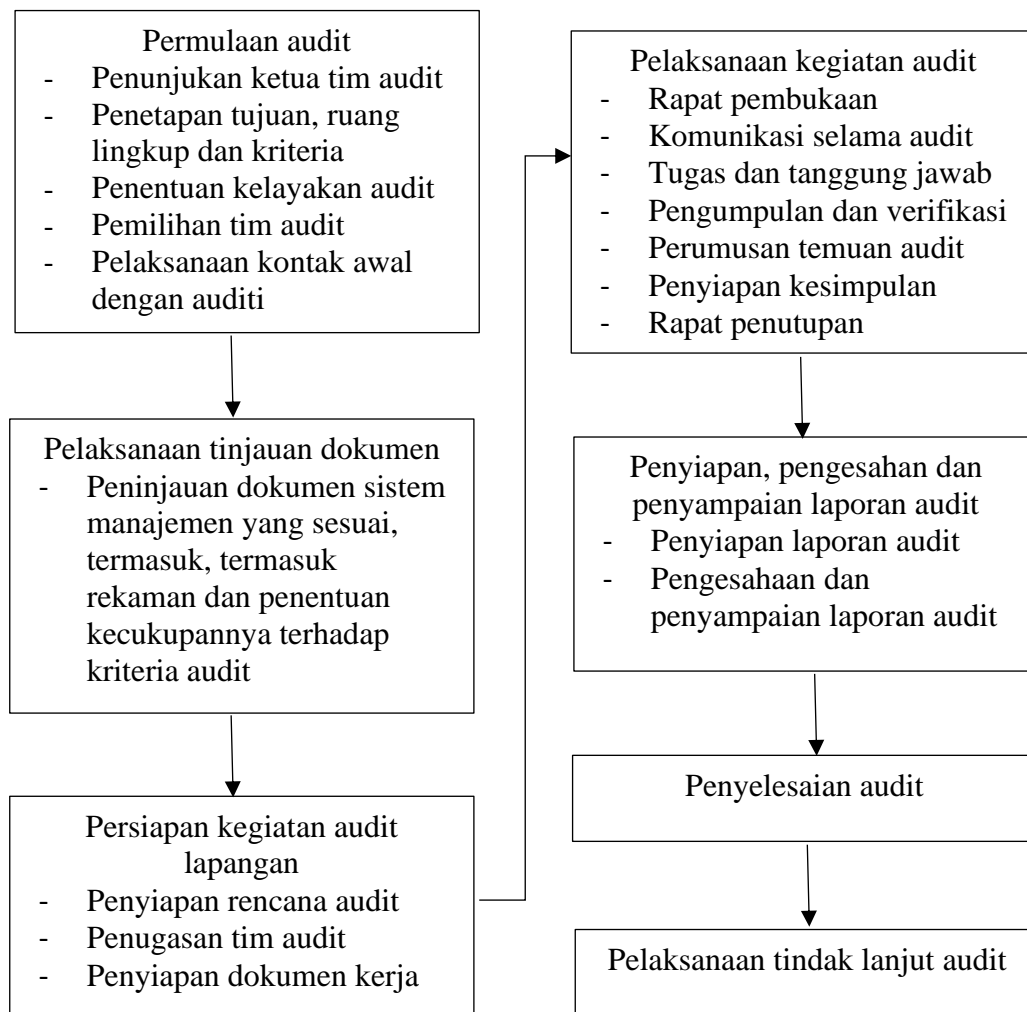 Permulaan audit
- Penunjukan ketua tim audit
- Penetapan tujuan, ruang
lingkup dan kriteria
- Penentuan kelayakan audit
- Pemilihan tim audit
- Pelaksanaan kontak awal
dengan auditi
Pelaksanaan tinjauan dokumen
- Peninjauan dokumen sistem
manajemen yang sesuai,
termasuk, termasuk
rekaman dan penentuan
kecukupannya terhadap
kriteria audit
Persiapan kegiatan audit
lapangan
- Penyiapan rencana audit
- Penugasan tim audit
- Penyiapan dokumen kerja
Pelaksanaan kegiatan audit
- Rapat pembukaan
- Komunikasi selama audit
- Tugas dan tanggung jawab
- Pengumpulan dan verifikasi
- Perumusan temuan audit
- Penyiapan kesimpulan
- Rapat penutupan
Penyiapan, pengesahan dan
penyampaian laporan audit
- Penyiapan laporan audit
- Pengesahaan dan
penyampaian laporan audit
Penyelesaian audit
Pelaksanaan tindak lanjut audit